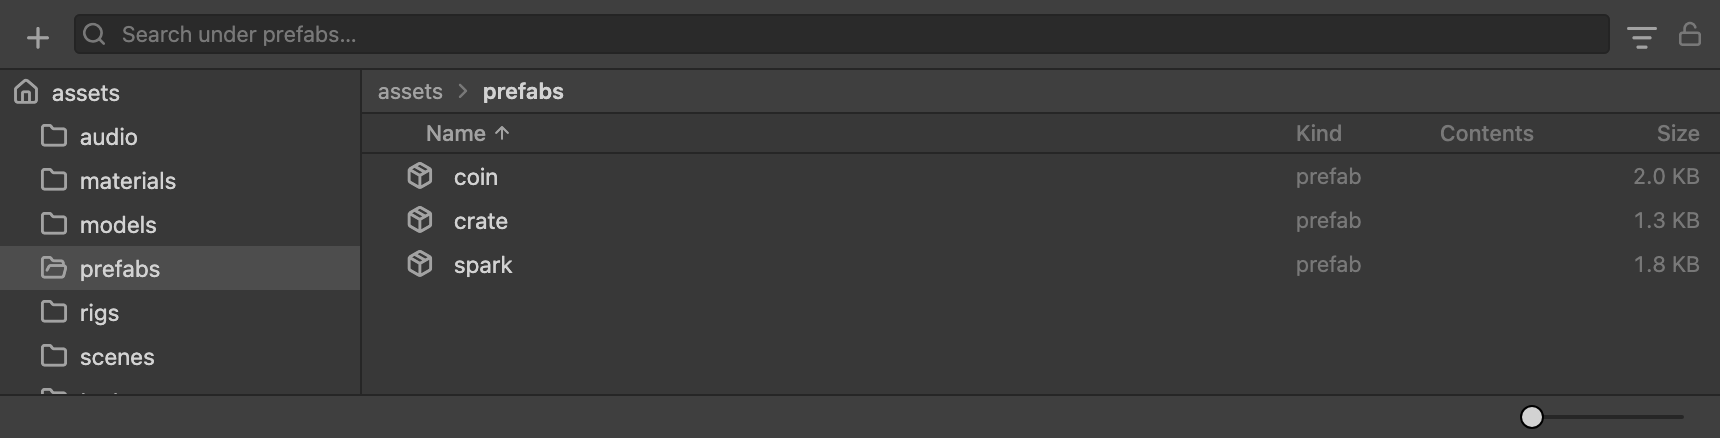 Search under prefabs...
assets
audio
materials
models
prefabs
rigs
scenes
assets > prefabs
Name ↑ Kind Contents Size
coin prefab 2.0 KB
crate prefab 1.3 KB
spark prefab 1.8 KB